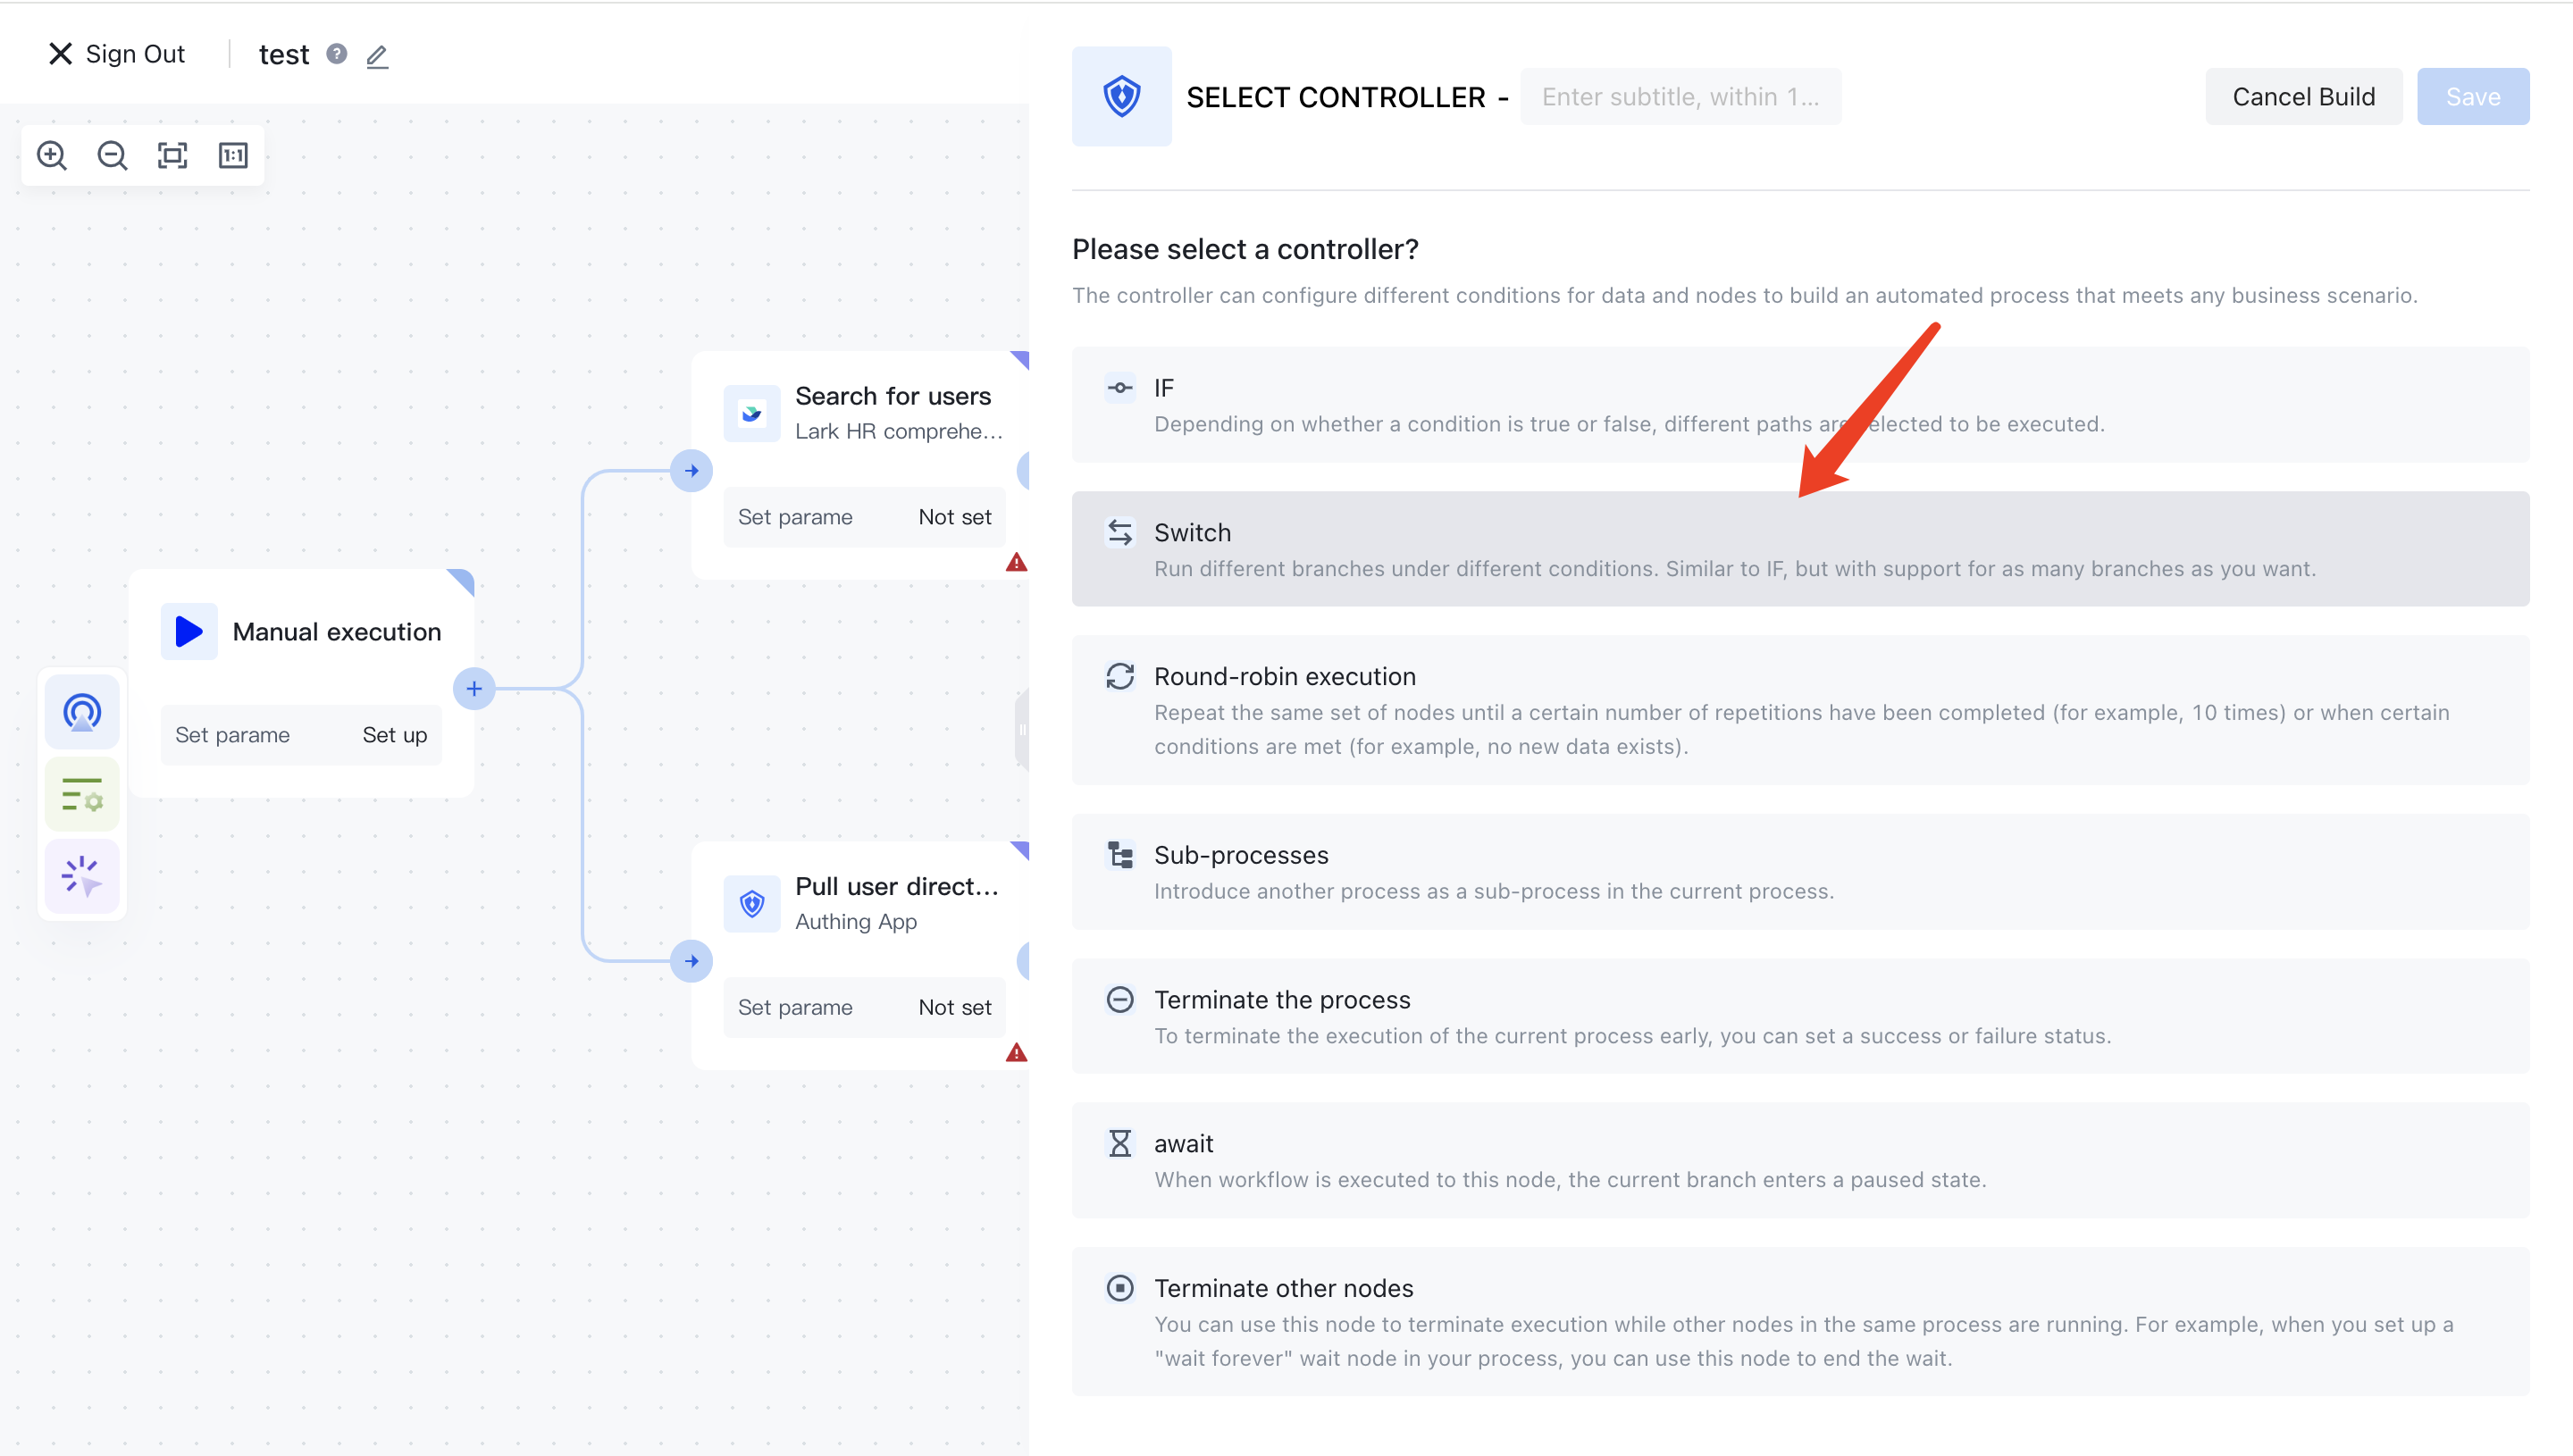 Sign Out
test
SELECT CONTROLLER -
Enter subtitle, within 1...
Cancel Build
Save
1:1
Please select a controller?
The controller can configure different conditions for data and nodes to build an automated process that meets any business scenario.
IF
Depending on whether a condition is true or false, different paths are elected to be executed.
Switch
Run different branches under different conditions. Similar to IF, but with support for as many branches as you want.
Round-robin execution
Repeat the same set of nodes until a certain number of repetitions have been completed (for example, 10 times) or when certain
conditions are met (for example, no new data exists).
Sub-processes
Introduce another process as a sub-process in the current process.
Terminate the process
To terminate the execution of the current process early, you can set a success or failure status.
await
When workflow is executed to this node, the current branch enters a paused state.
Terminate other nodes
You can use this node to terminate execution while other nodes in the same process are running. For example, when you set up a
"wait forever" wait node in your process, you can use this node to end the wait.
Search for users
Lark HR comprehe...
Set parame Not set
Manual execution
Set parame Set up
Pull user direct...
Authing App
Set parame Not set